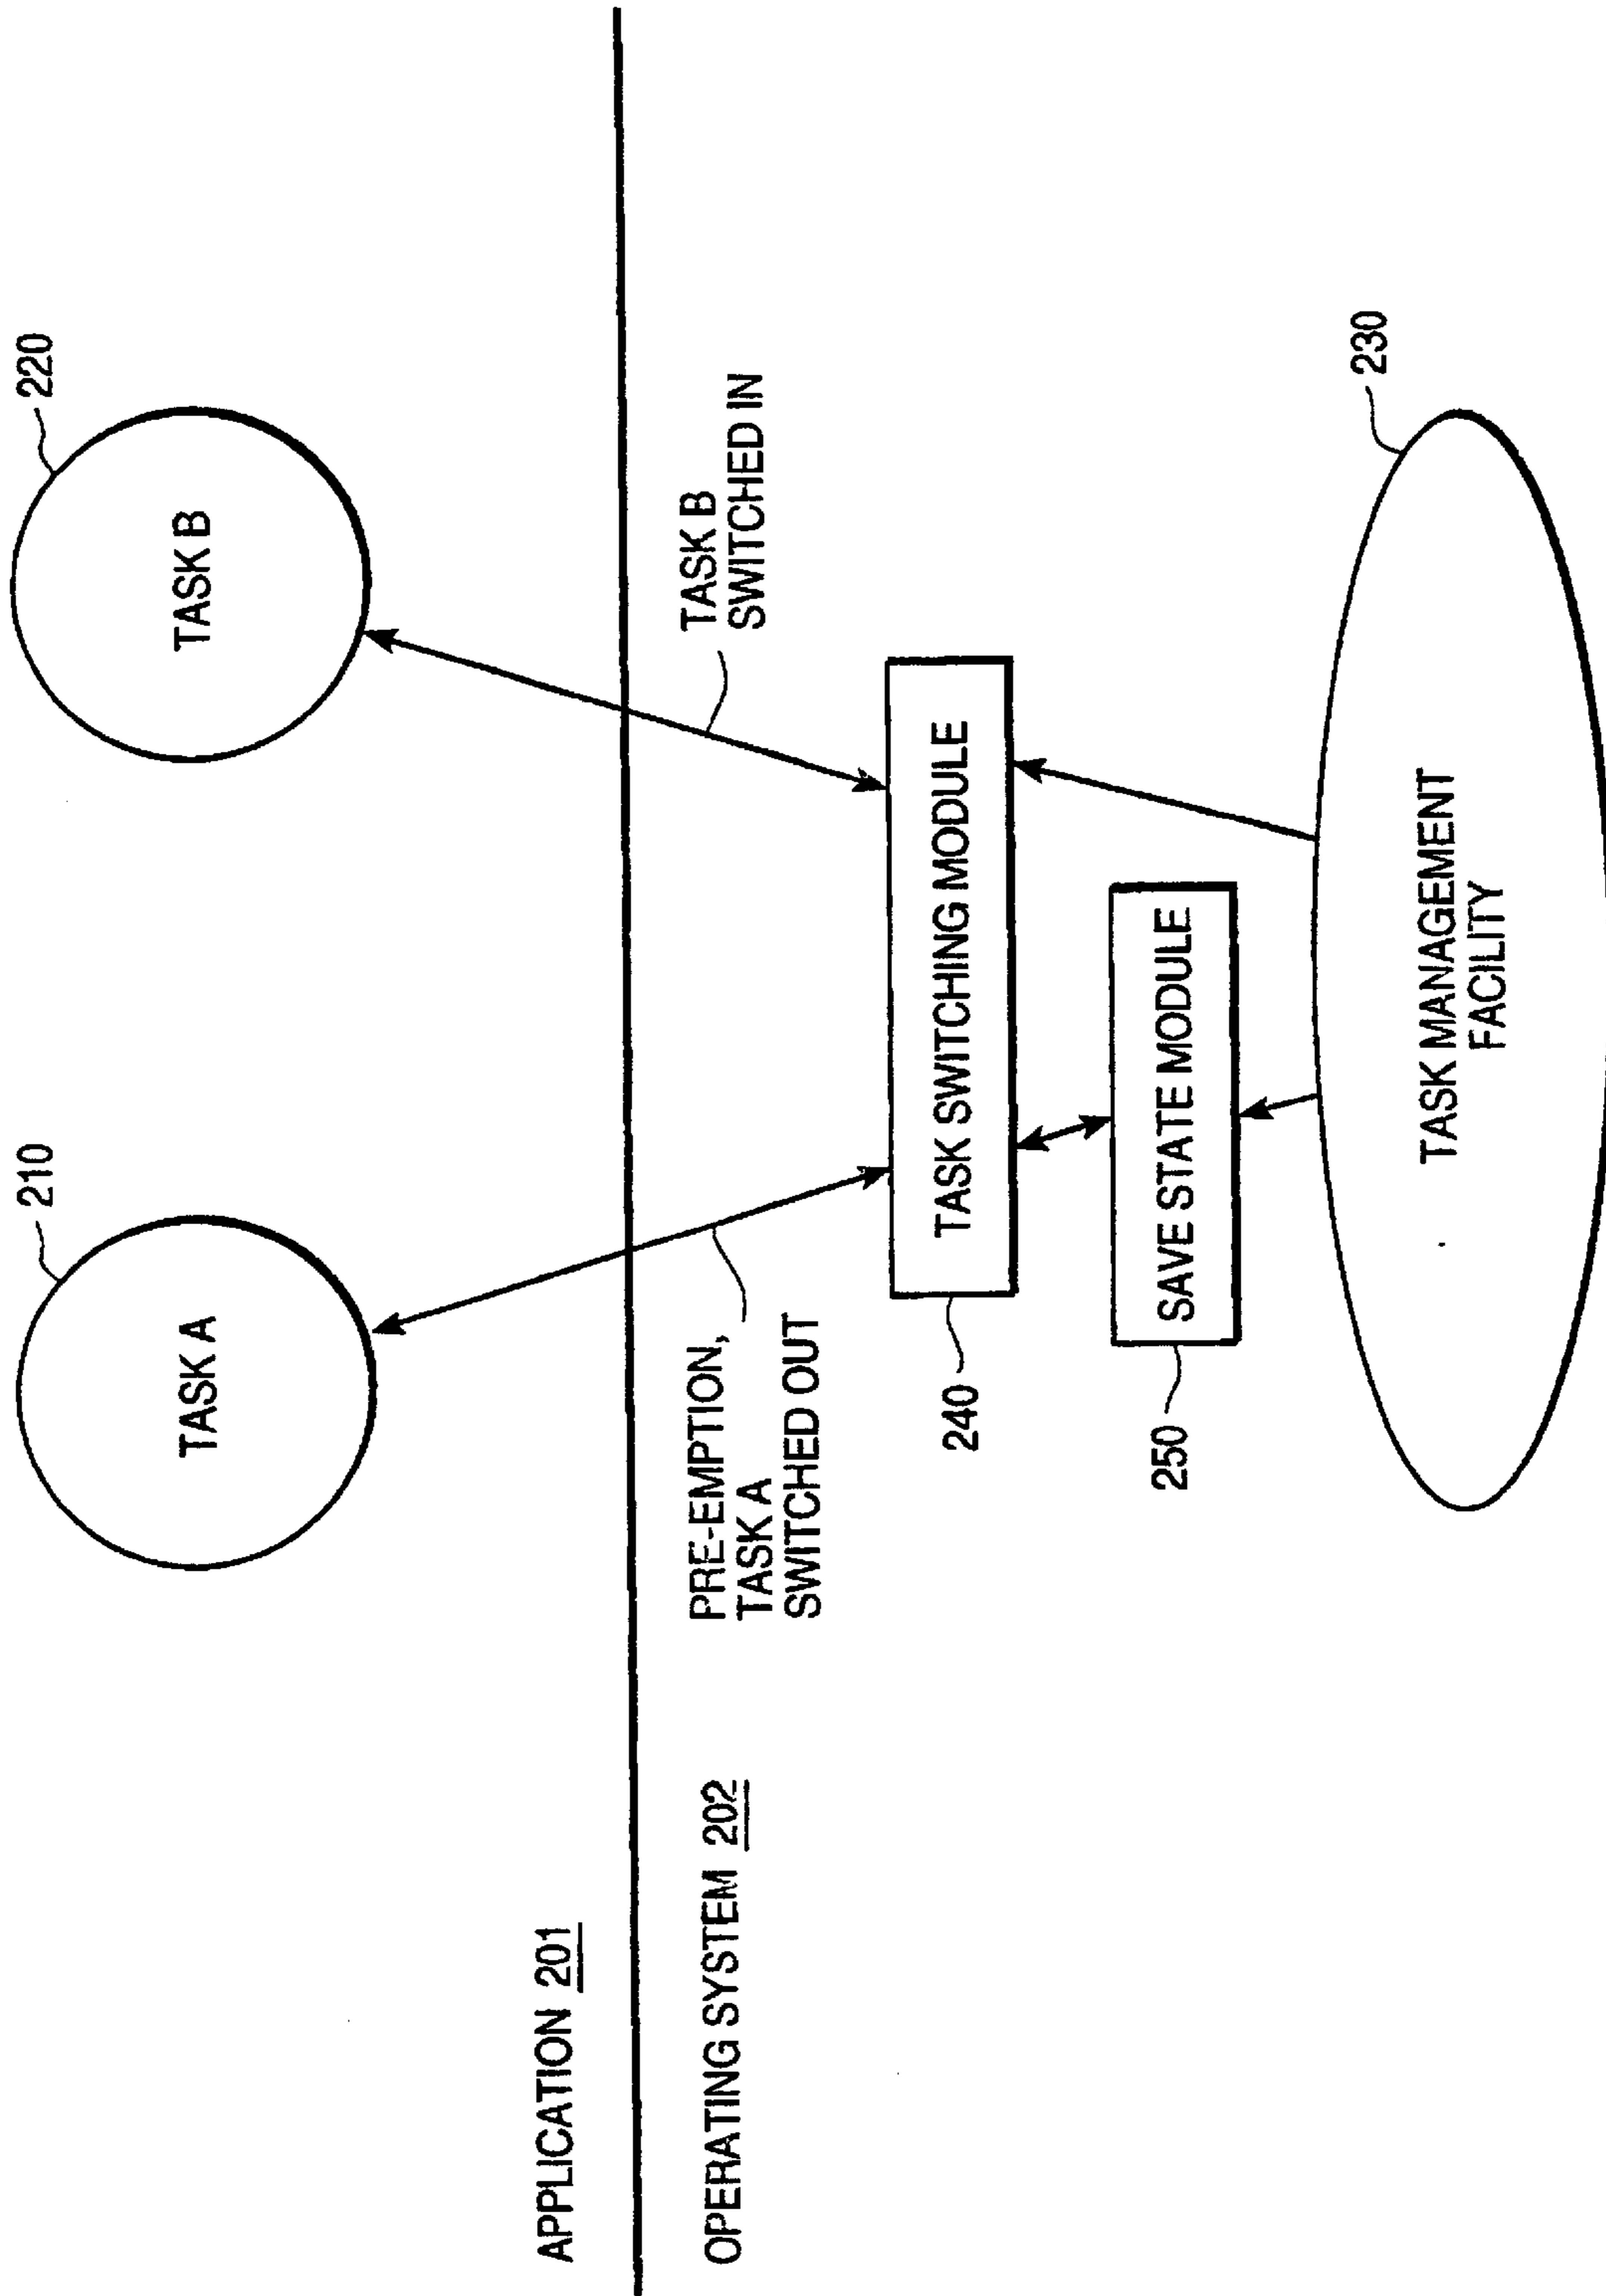 210
220
TASK A
TASK B
APPLICATION 201
OPERATING SYSTEM 202
PRE-EMPTION,
TASK A
SWITCHED OUT
TASK B
SWITCHED IN
240
TASK SWITCHING MODULE
250
SAVE STATE MODULE
230
TASK MANAGEMENT
FACILITY